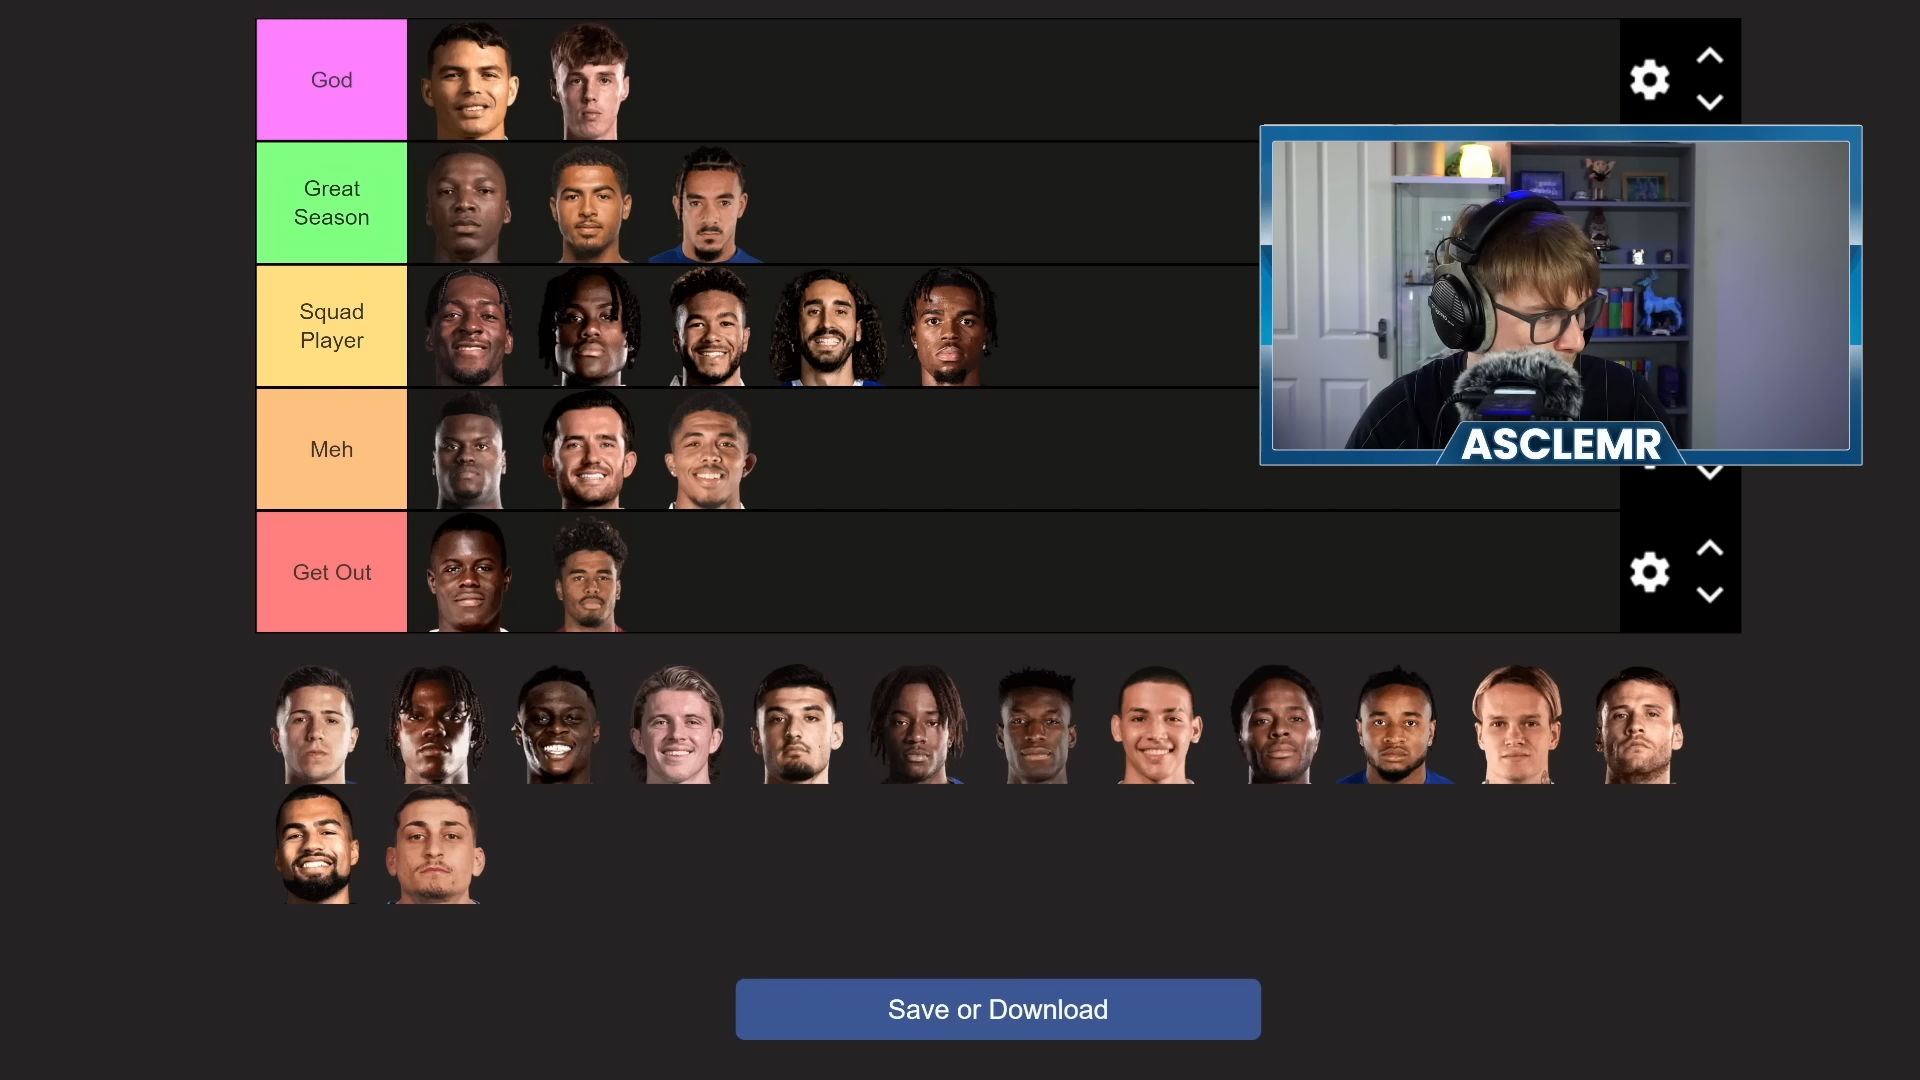 God
Great
Season
Squad
Player
Meh
Get Out
ASCLEMR
Save or Download